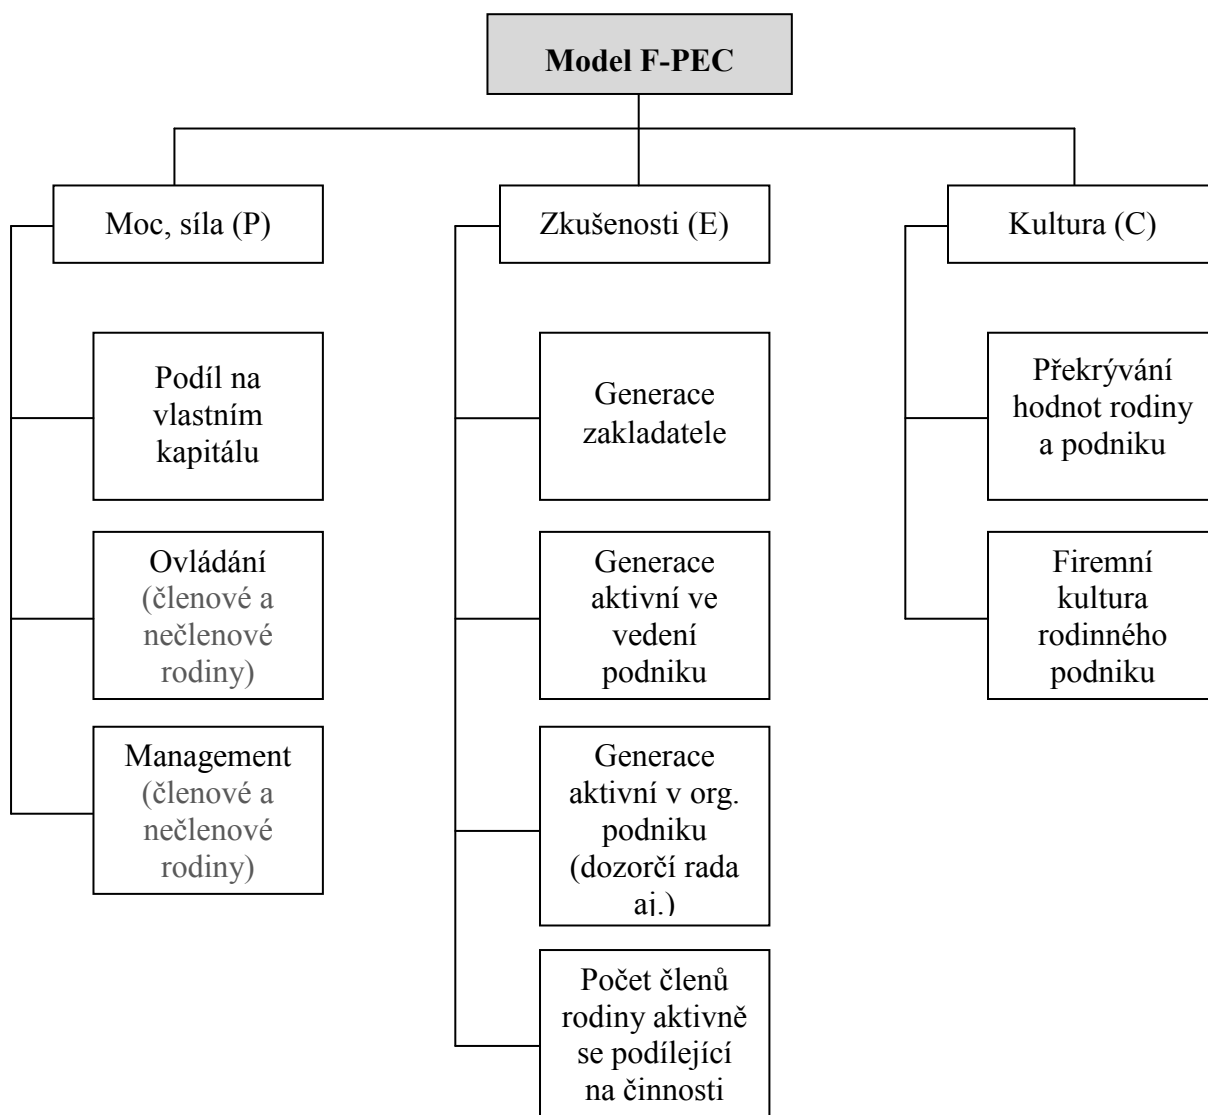 Model F-PEC
Moc, síla (P)
Zkušenosti (E)
Kultura (C)
Podíl na
vlastním
kapitálu
Ovládání
(členové a
nečlenové
rodiny)
Management
(členové a
nečlenové
rodiny)
Generace
zakladatele
Generace
aktivní ve
vedení
podniku
Generace
aktivní v org.
podniku
(dozorčí rada
aj.)
Počet členů
rodiny aktivně
se podílející
na činnosti
Překrývání
hodnot rodiny
a podniku
Firemní
kultura
rodinného
podniku